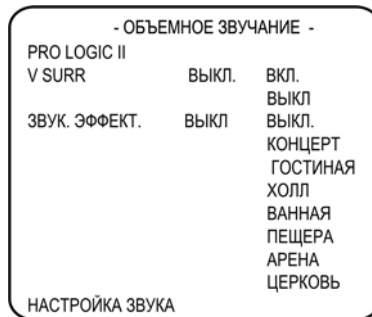 - ОБЪЕМНОЕ ЗВУЧАНИЕ -
PRO LOGIC II
V SURR ВЫКЛ. ВКЛ.
ВЫКЛ
ЗВУК. ЭФФЕКТ. ВЫКЛ ВЫКЛ.
КОНЦЕРТ
ГОСТИНАЯ
ХОЛЛ
ВАННАЯ
ПЕЩЕРА
АРЕНА
ЦЕРКОВЬ
НАСТРОЙКА ЗВУКА